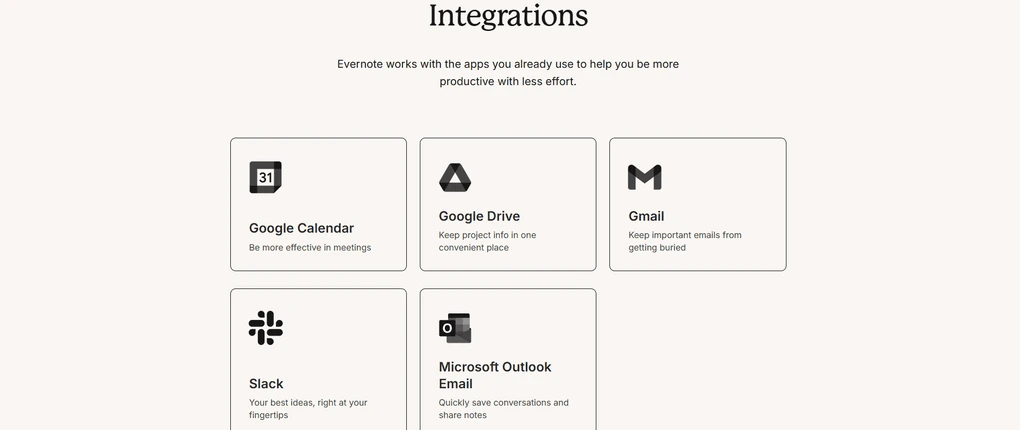 Integrations
Evernote works with the apps you already use to help you be more
productive with less effort.
31
Google Calendar
Be more effective in meetings
Google Drive
Keep project info in one
convenient place
Gmail
Keep important emails from
getting buried
Slack
Your best ideas, right at your
fingertips
O
Microsoft Outlook
Email
Quickly save conversations and
share notes